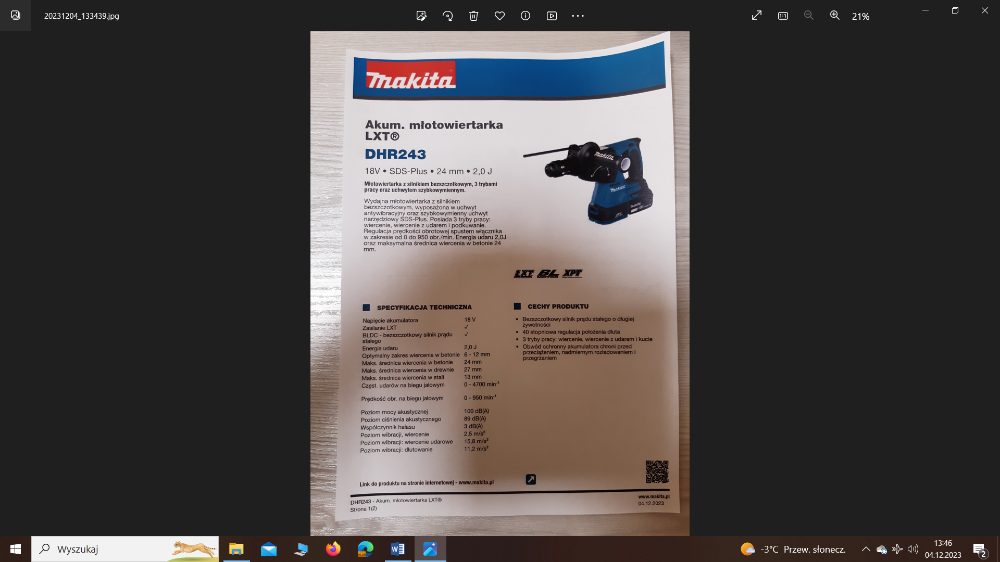 20231204_133439.jpg
21%
makita
Akum. młotowiertarka
LXT®
DHR243
18V • SDS-Plus • 24 mm • 2,0 J
Młotowiertarka z silnikiem bezszczotkowym, 3 trybami
pracy oraz uchwytem szybkowymiennym.
Wydajna młotowiertarka z silnikiem
bezszczotkowym, wyposażona w uchwyt
antywibracyjny oraz szybkowymienny uchwyt
narzędziowy SDS-Plus. Posiada 3 tryby pracy:
wiercenie, wiercenie z udarem i podkuwanie.
Regulacja prędkości obrotowej spustem włącznika
w zakresie od 0 do 950 obr./min. Energia udaru 2,0J
oraz maksymalna średnica wiercenia w betonie 24
mm.
makita
makita
LXT BL MOTOR XPT
SPECYFIKACJA TECHNICZNA
Napięcie akumulatora 18 V
Zasilanie LXT ✓
BLDC - bezszczotkowy silnik prądu ✓
stałego
Energia udaru 2,0 J
Optymalny zakres wiercenia w betonie 6 - 12 mm
Maks. średnica wiercenia w betonie 24 mm
Maks. średnica wiercenia w drewnie 27 mm
Maks. średnica wiercenia w stali 13 mm
Częst. udarów na biegu jałowym 0 - 4700 min⁻¹
Prędkość obr. na biegu jałowym 0 - 950 min⁻¹
Poziom mocy akustycznej 100 dB(A)
Poziom ciśnienia akustycznego 89 dB(A)
Współczynnik hałasu 3 dB(A)
Poziom wibracji, wiercenie 2,5 m/s²
Poziom wibracji: wiercenie udarowe 15,8 m/s²
Poziom wibracji: dłutowanie 11,2 m/s²
CECHY PRODUKTU
• Bezszczotkowy silnik prądu stałego o długiej
żywotności
• 40 stopniowa regulacja położenia dłuta
• 3 tryby pracy: wiercenie, wiercenie z udarem i kucie
• Obwód ochronny akumulatora chroni przed
przeciążeniem, nadmiernym rozładowaniem i
przegrzaniem
Link do produktu na stronie internetowej - www.makita.pl
DHR243 - Akum. młotowiertarka LXT®
Strona 1(2)
www.makita.pl
04.12.2023
Wyszukaj
-3°C Przew. słonecz.
13:46
04.12.2023
2